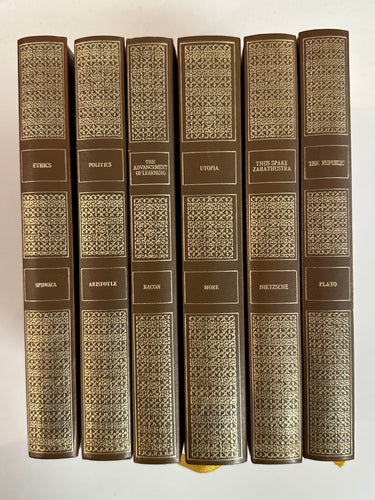 ETHICS
SPINOZA
POLITICS
ARISTOTLE
THE
ADVANCEMENT
OF LEARNING
BACON
UTOPIA
MORE
THUS SPAKE
ZARATHUSTRA
NIETZSCHE
THE REPUBLIC
PLATO